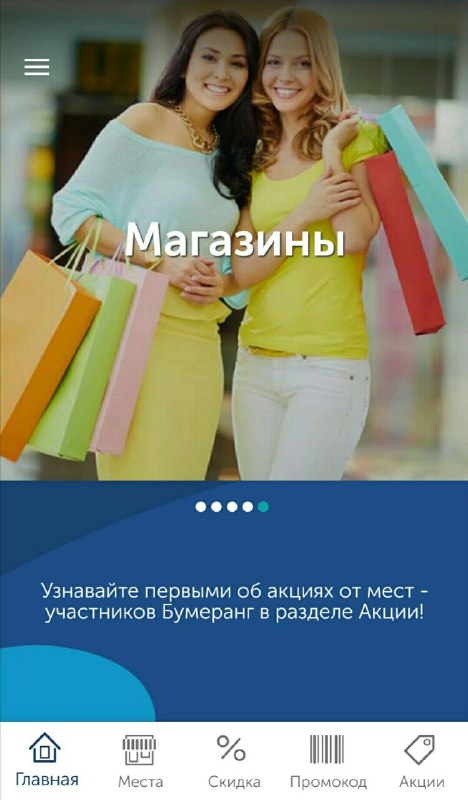 Магазины
Узнавайте первыми об акциях от мест -
участников Бумеранг в разделе Акции!
Главная
Места
Скидка
Промокод
Акции